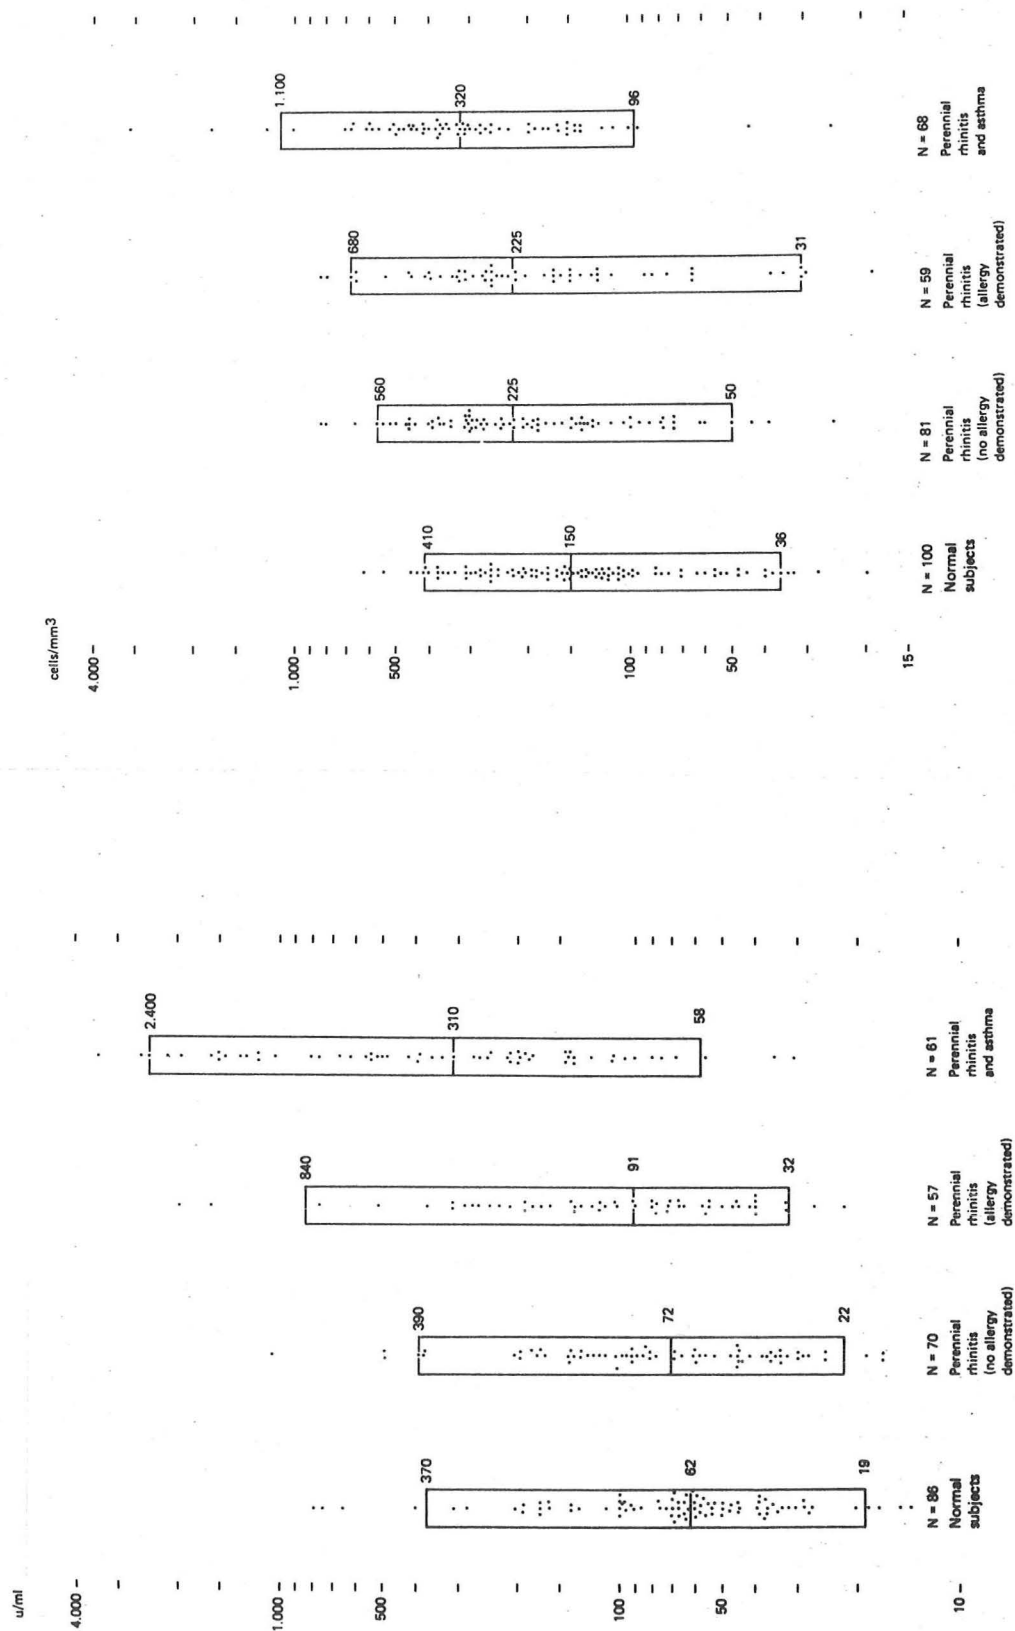 u/ml
4.000
1.000
500
100
50
10
370
62
19
N = 86
Normal
subjects
390
72
22
N = 70
Perennial
rhinitis
(no allergy
demonstrated)
840
91
32
N = 57
Perennial
rhinitis
(allergy
demonstrated)
2.400
310
58
N = 61
Perennial
rhinitis
and asthma
cells/mm3
4.000
1.000
500
100
50
15
410
150
36
N = 100
Normal
subjects
560
225
50
N = 81
Perennial
rhinitis
(no allergy
demonstrated)
680
225
31
N = 59
Perennial
rhinitis
(allergy
demonstrated)
1.100
320
96
N = 68
Perennial
rhinitis
and asthma